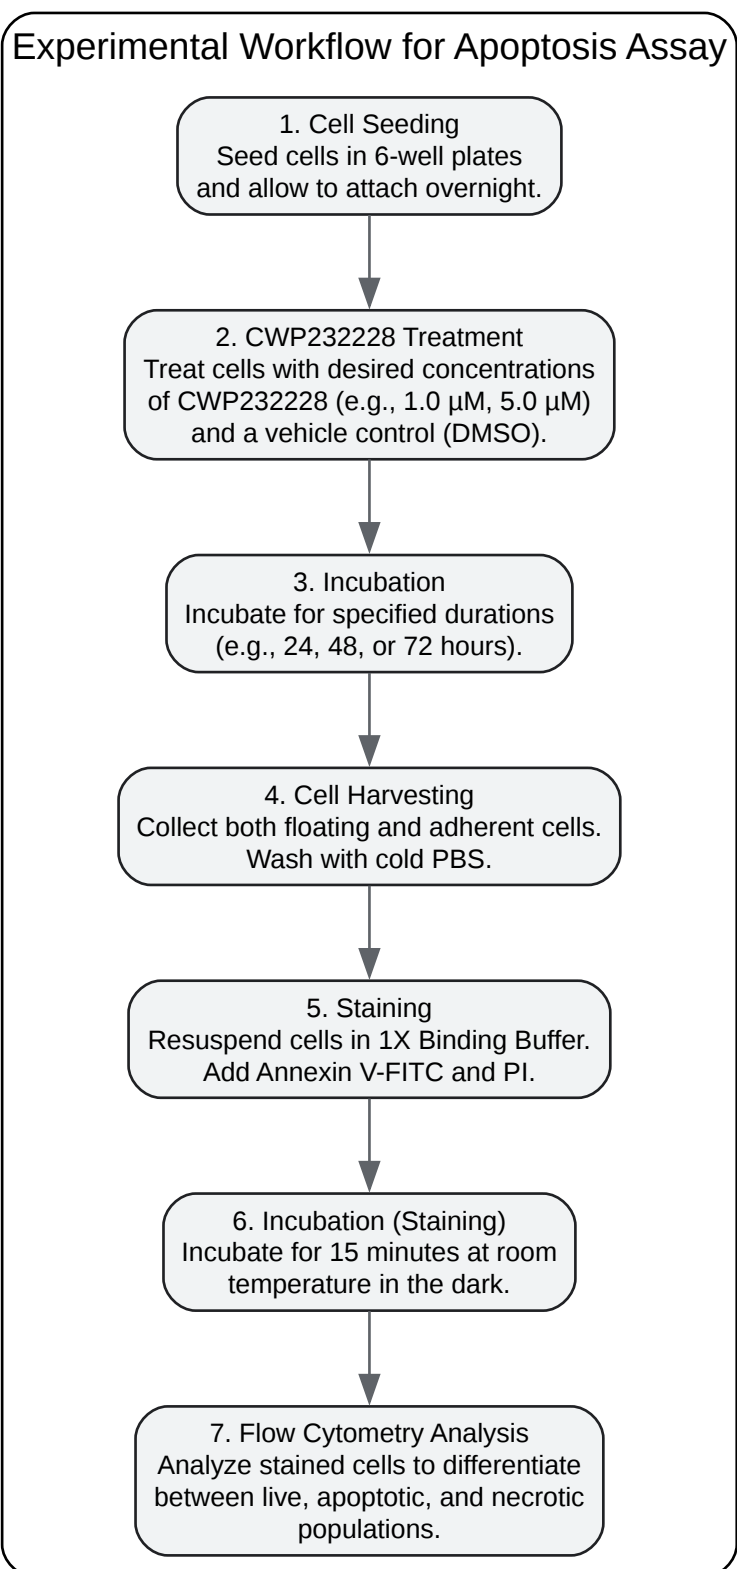 Experimental Workflow for Apoptosis Assay
1. Cell Seeding
Seed cells in 6-well plates
and allow to attach overnight.
2. CWP232228 Treatment
Treat cells with desired concentrations
of CWP232228 (e.g., 1.0 µM, 5.0 µM)
and a vehicle control (DMSO).
3. Incubation
Incubate for specified durations
(e.g., 24, 48, or 72 hours).
4. Cell Harvesting
Collect both floating and adherent cells.
Wash with cold PBS.
5. Staining
Resuspend cells in 1X Binding Buffer.
Add Annexin V-FITC and PI.
6. Incubation (Staining)
Incubate for 15 minutes at room
temperature in the dark.
7. Flow Cytometry Analysis
Analyze stained cells to differentiate
between live, apoptotic, and necrotic
populations.